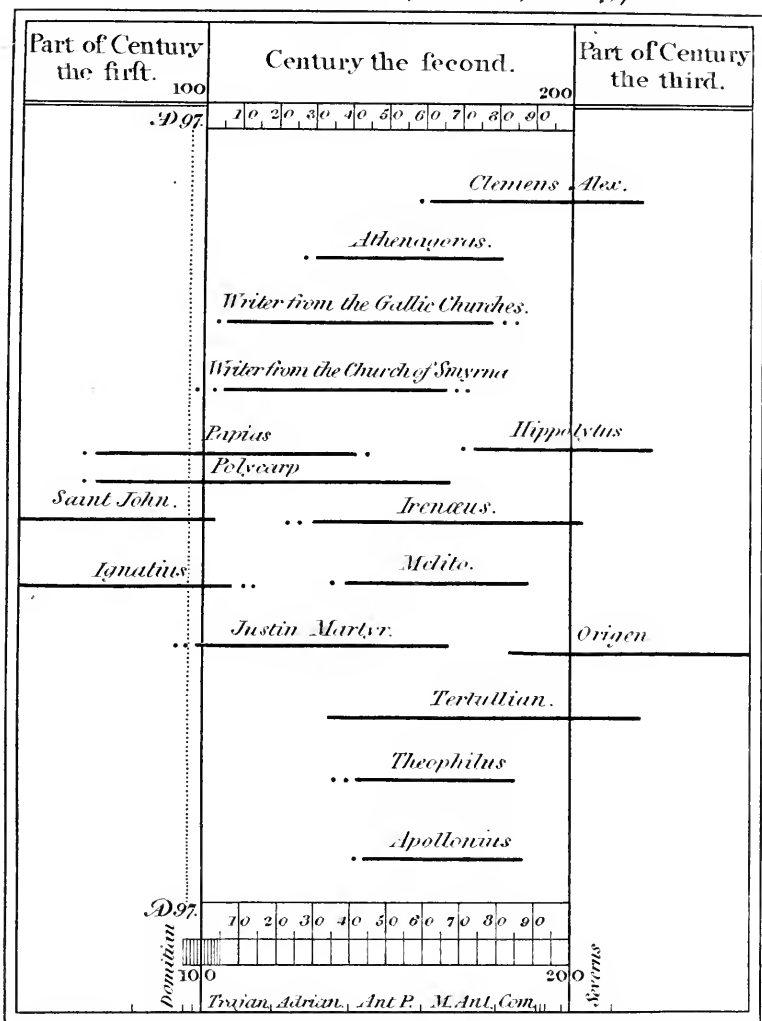 Part of Century the firſt.
100
Century the ſecond.
200
Part of Century the third.
AD97.
10 20 30 40 50 60 70 80 90
Clemens Alex.
Athenagoras.
Writer from the Gallic Churches.
Writer from the Church of Smyrna
Papias
Hippolytus
Polycarp
Saint John.
Irenæus.
Ignatius
Melito.
Justin Martyr.
Origen
Tertullian.
Theophilus
Apollonius
AD97.
10 20 30 40 50 60 70 80 90
Domitian
100
200
Severus
Trajan, Adrian. Ant P. M.Ant. Com.